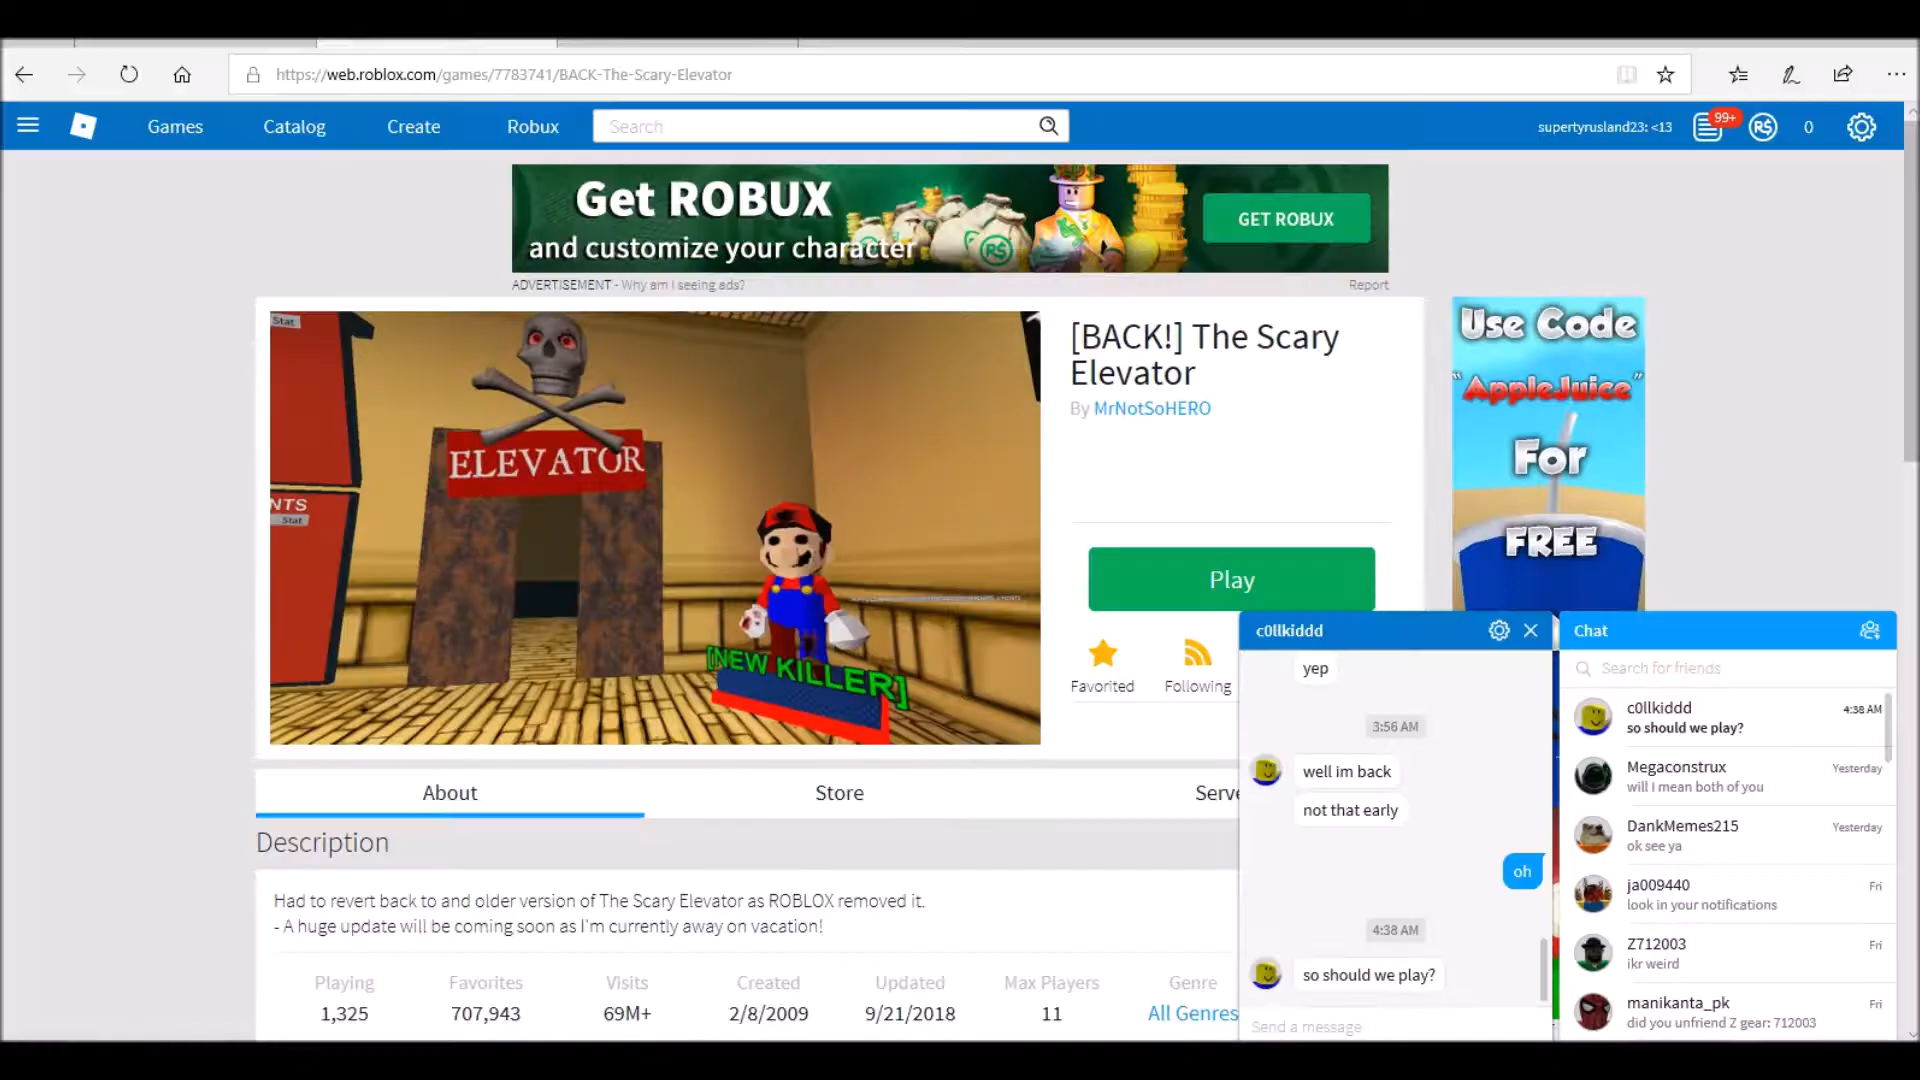 https://web.roblox.com/games/7783741/BACK-The-Scary-Elevator
Games
Catalog
Create
Robux
Search
supertyrusland23: <13
99+
R$
0
Get ROBUX
and customize your character
R$
GET ROBUX
ADVERTISEMENT - Why am I seeing ads?
Report
Stat
NTS
Stat
ELEVATOR
[NEW KILLER]
[BACK!] The Scary
Elevator
By MrNotSoHERO
Play
Favorited
Following
Use Code
"AppleJuice"
For
FREE
About
Store
Serve
Description
Had to revert back to and older version of The Scary Elevator as ROBLOX removed it.
- A huge update will be coming soon as I'm currently away on vacation!
Playing
Favorites
Visits
Created
Updated
Max Players
Genre
1,325
707,943
69M+
2/8/2009
9/21/2018
11
All Genres
c0llkiddd
yep
3:56 AM
well im back
not that early
oh
4:38 AM
so should we play?
Send a message
Chat
Search for friends
c0llkiddd
4:38 AM
so should we play?
Megaconstrux
Yesterday
will I mean both of you
DankMemes215
Yesterday
ok see ya
ja009440
Fri
look in your notifications
Z712003
Fri
ikr weird
manikanta_pk
Fri
did you unfriend Z gear: 712003